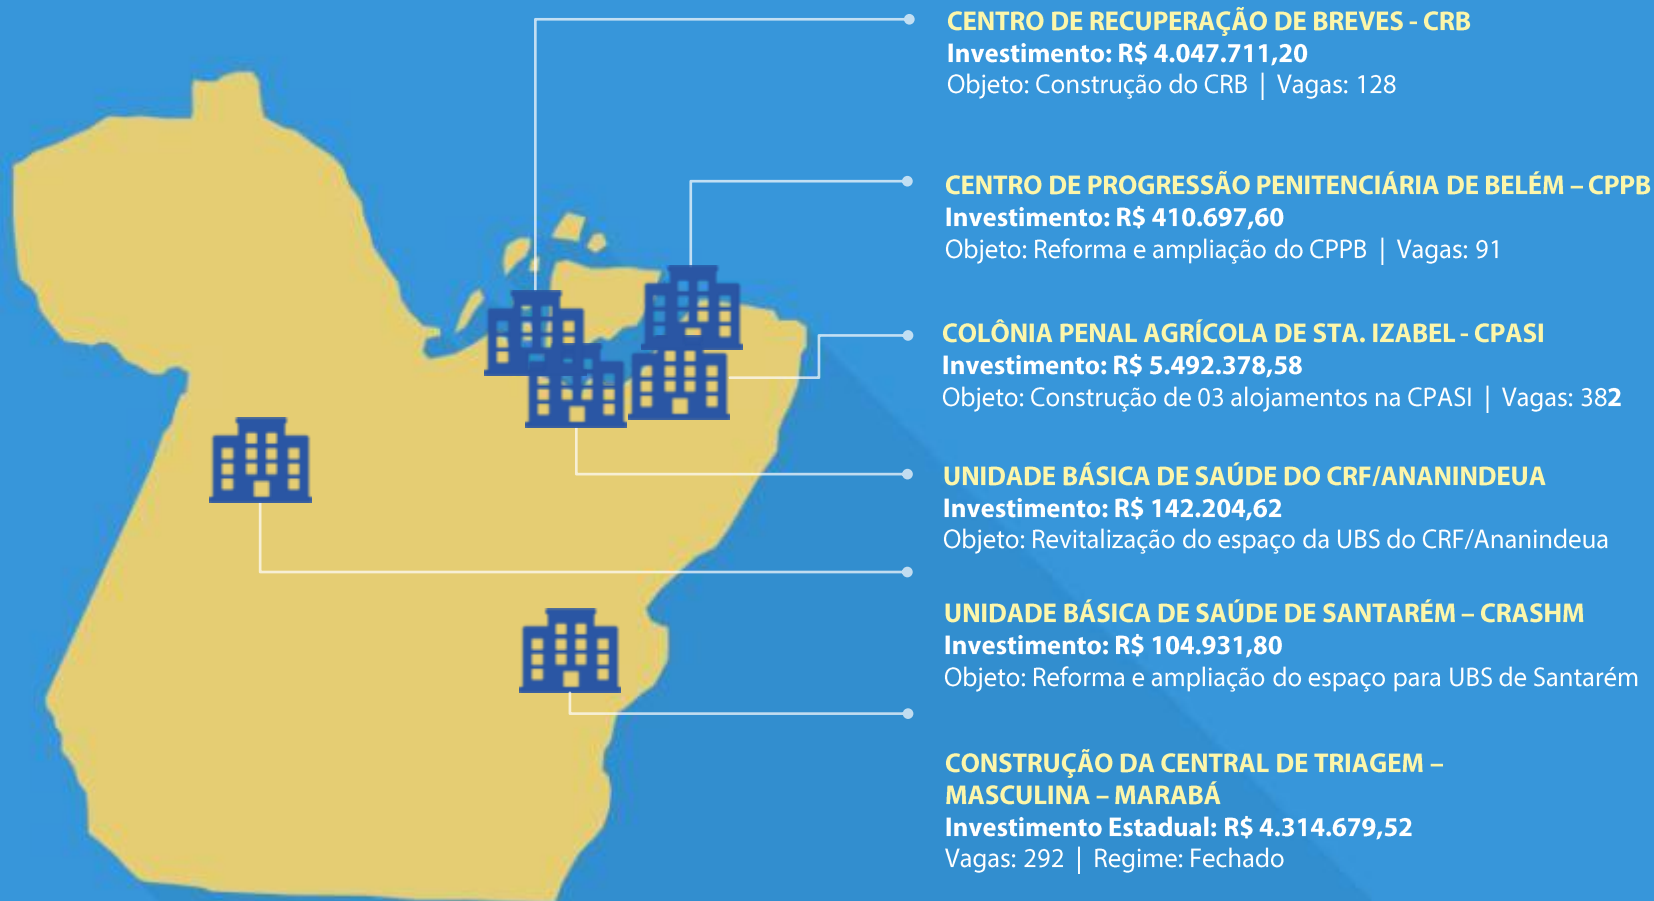 CENTRO DE RECUPERAÇÃO DE BREVES - CRB
Investimento: R$ 4.047.711,20
Objeto: Construção do CRB | Vagas: 128
CENTRO DE PROGRESSÃO PENITENCIÁRIA DE BELÉM – CPPB
Investimento: R$ 410.697,60
Objeto: Reforma e ampliação do CPPB | Vagas: 91
COLÔNIA PENAL AGRÍCOLA DE STA. IZABEL - CPASI
Investimento: R$ 5.492.378,58
Objeto: Construção de 03 alojamentos na CPASI | Vagas: 382
UNIDADE BÁSICA DE SAÚDE DO CRF/ANANINDEUA
Investimento: R$ 142.204,62
Objeto: Revitalização do espaço da UBS do CRF/Ananindeua
UNIDADE BÁSICA DE SAÚDE DE SANTARÉM – CRASHM
Investimento: R$ 104.931,80
Objeto: Reforma e ampliação do espaço para UBS de Santarém
CONSTRUÇÃO DA CENTRAL DE TRIAGEM –
MASCULINA – MARABÁ
Investimento Estadual: R$ 4.314.679,52
Vagas: 292 | Regime: Fechado